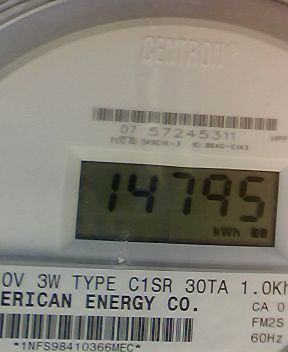 CENTRON®
07 57245311
14795
kWh
0V 3W TYPE C1SR 30TA 1.0Kh
ERICAN ENERGY CO.
CA 0
FM2S
60Hz
*1NFS98410366MEC*